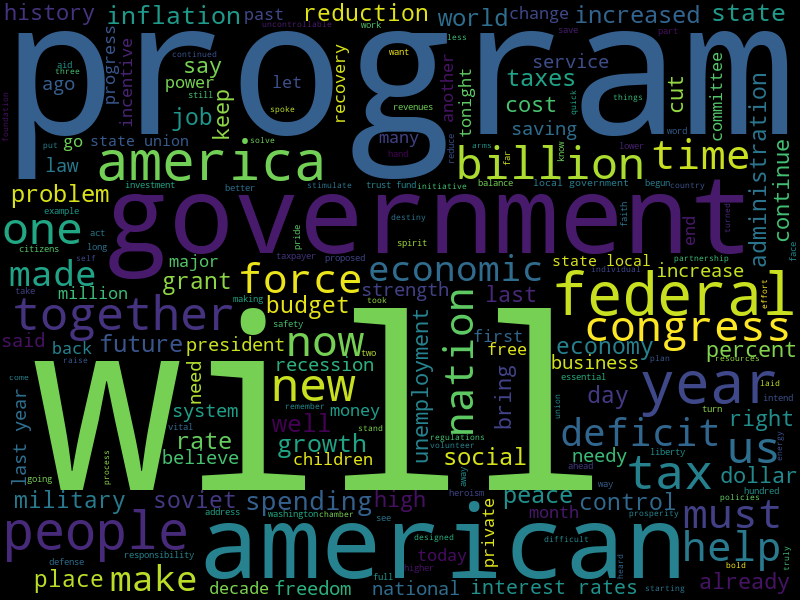 history
inflation
past
reduction
world
change
increased
state
program
uncontrollable
work
less
save
part
want
progress
incentive
ago
say
power
let
recovery
another
tonight
service
taxes
cost
cut
committee
aid
three
continued
still
revenues
quick
things
foundation
job
keep
put
go
state union
spoke
solve
many
reduce
arms
know
lower
word
saving
law
america
hand
billion
far
time
administration
continue
problem
investment
better
stimulate
trust fund
initiative
balance
local government
begun
country
example
act
destiny
faith
turned
one
government
citizens
long
pride
spirit
end
face
self
major
taxpayer
proposed
economic
state local
partnership
individual
made
million
grant
force
strength
last
increase
federal
effort
take
making
budget
took
together
safety
congress
said
back
future
president
now
two
unemployment
nation
first
free
economy
percent
plan
resources
come
raise
need
recession
business
essential
laid
will
new
bring
day
year
intend
last year
system
remember
money
union
turn
right
vital
stand
well
regulations
volunteer
deficit
liberty
rate
growth
us
energy
believe
children
social
needy
process
going
away
ahead
way
tax
dollar
military
soviet
spending
high
heroism
peace
control
hundred
policies
people
address
washington
chamber
see
private
month
prosperity
must
american
designed
difficult
help
truly
responsibility
today
bold
defense
higher
heard
place
make
decade
freedom
full
national
interest rates
starting
already